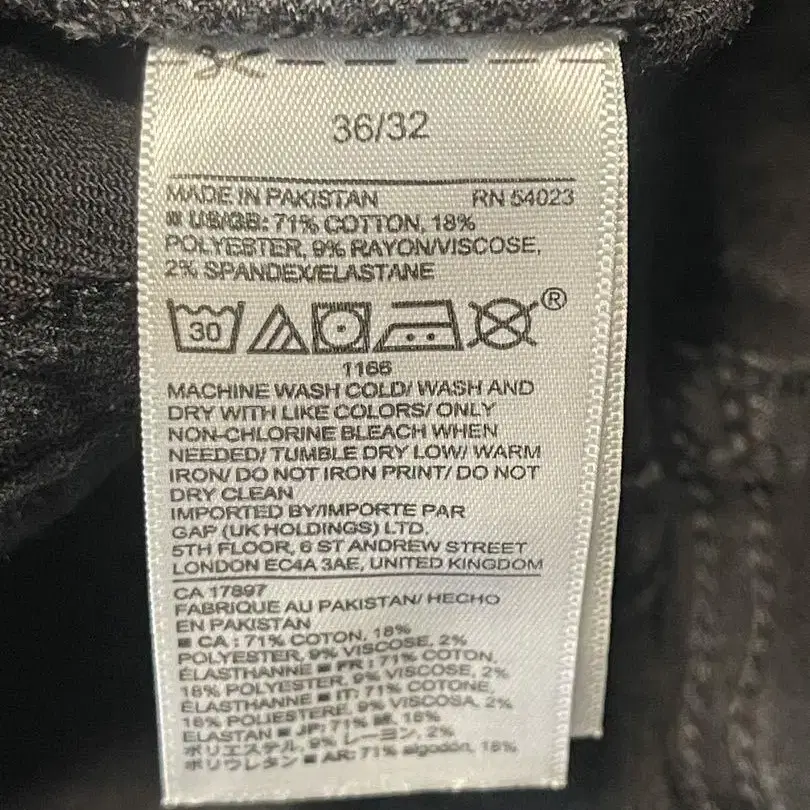 36/32
MADE IN PAKISTAN RN 54023
■ US/GB: 71% COTTON, 18%
POLYESTER, 9% RAYON/VISCOSE,
2% SPANDEX/ELASTANE
30 ®
1166
MACHINE WASH COLD/ WASH AND
DRY WITH LIKE COLORS/ ONLY
NON-CHLORINE BLEACH WHEN
NEEDED/ TUMBLE DRY LOW/ WARM
IRON/ DO NOT IRON PRINT/ DO NOT
DRY CLEAN
IMPORTED BY/IMPORTE PAR
GAP (UK HOLDINGS) LTD.
5TH FLOOR, 6 ST ANDREW STREET
LONDON EC4A 3AE, UNITED KINGDOM
CA 17897
FABRIQUE AU PAKISTAN/ HECHO
EN PAKISTAN
■ CA : 71% COTON, 18%
POLYESTER, 9% VISCOSE, 2%
ÉLASTHANNE ■ FR : 71% COTON,
18% POLYESTER, 9% VISCOSE, 2%
ÉLASTHANNE ■ IT: 71% COTONE,
18% POLIESTERE, 9% VISCOSA, 2%
ELASTAN ■ JP: 71% 綿, 18%
ポリエステル, 9% レーヨン, 2%
ポリウレタン ■ AR: 71% algodón, 18%